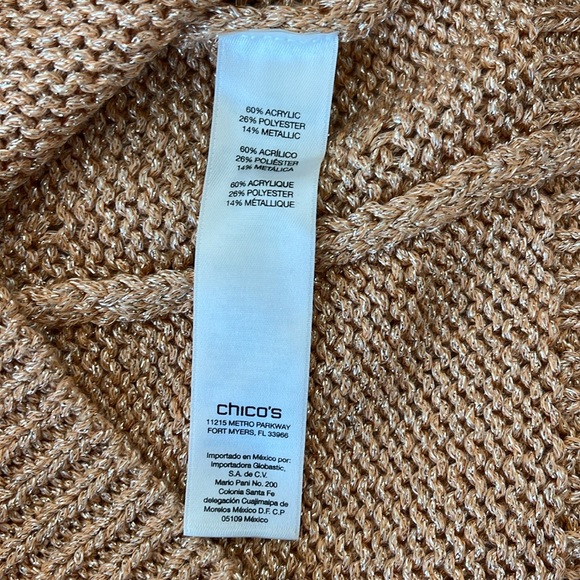 60% ACRYLIC
26% POLYESTER
14% METALLIC
60% ACRÍLICO
26% POLIÉSTER
14% METÁLICA
60% ACRYLIQUE
26% POLYESTER
14% MÉTALLIQUE
chico's
11215 METRO PARKWAY
FORT MYERS, FL 33966
Importado en México por:
Importadora Globastic,
S.A. de C.V.
Mario Pani No. 200
Colonia Santa Fe
delegación Cuajimalpa de
Morelos México D.F. C.P
05109 México